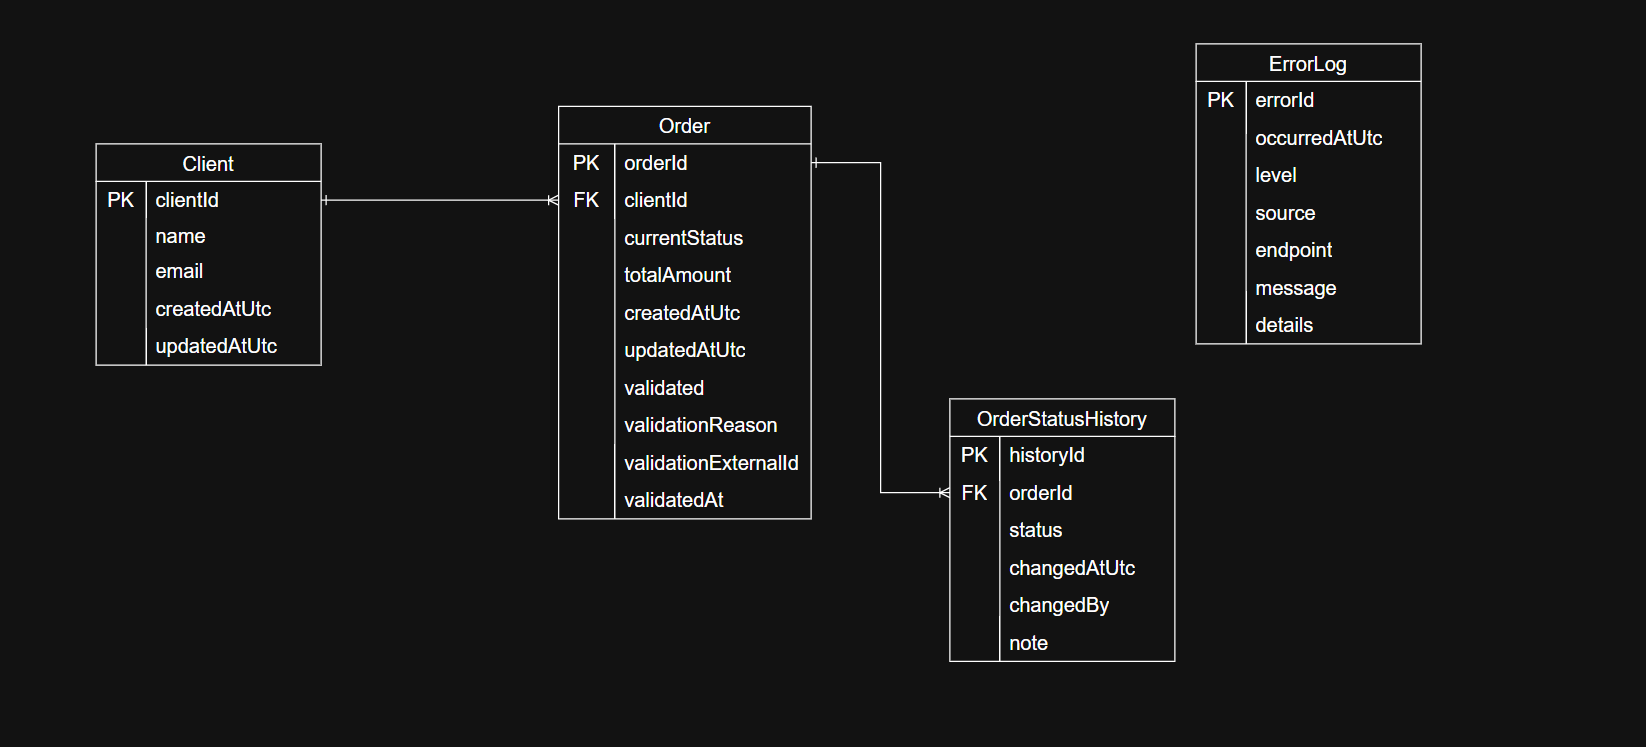 Client
PK clientId
name
email
createdAtUtc
updatedAtUtc
Order
PK orderId
FK clientId
currentStatus
totalAmount
createdAtUtc
updatedAtUtc
validated
validationReason
validationExternalId
validatedAt
OrderStatusHistory
PK historyId
FK orderId
status
changedAtUtc
changedBy
note
ErrorLog
PK errorId
occurredAtUtc
level
source
endpoint
message
details